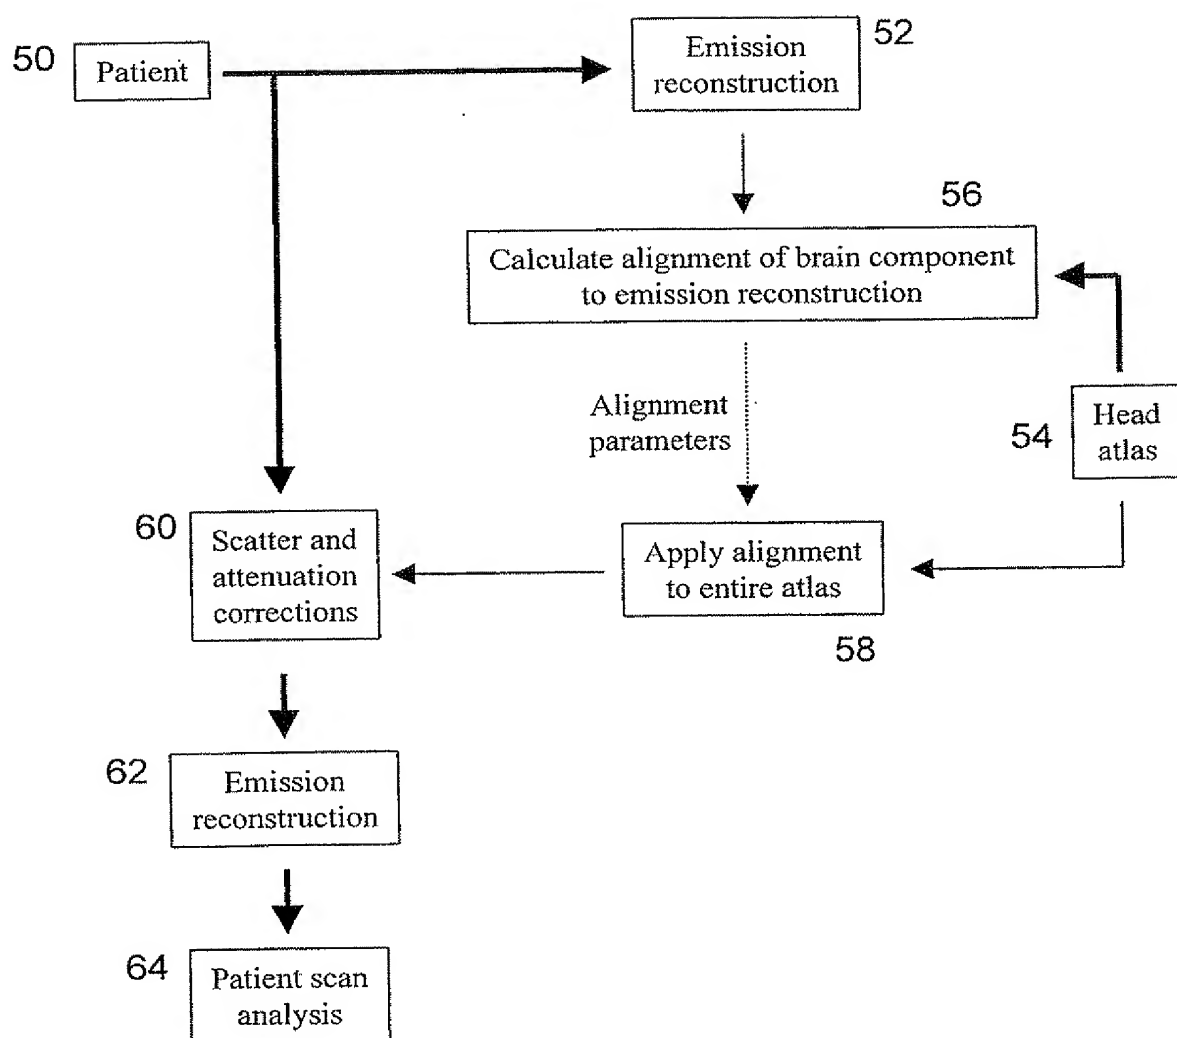 50
Patient
Emission
reconstruction
52
56
Calculate alignment of brain component
to emission reconstruction
Alignment
parameters
54
Head
atlas
60
Scatter and
attenuation
corrections
Apply alignment
to entire atlas
58
62
Emission
reconstruction
64
Patient scan
analysis